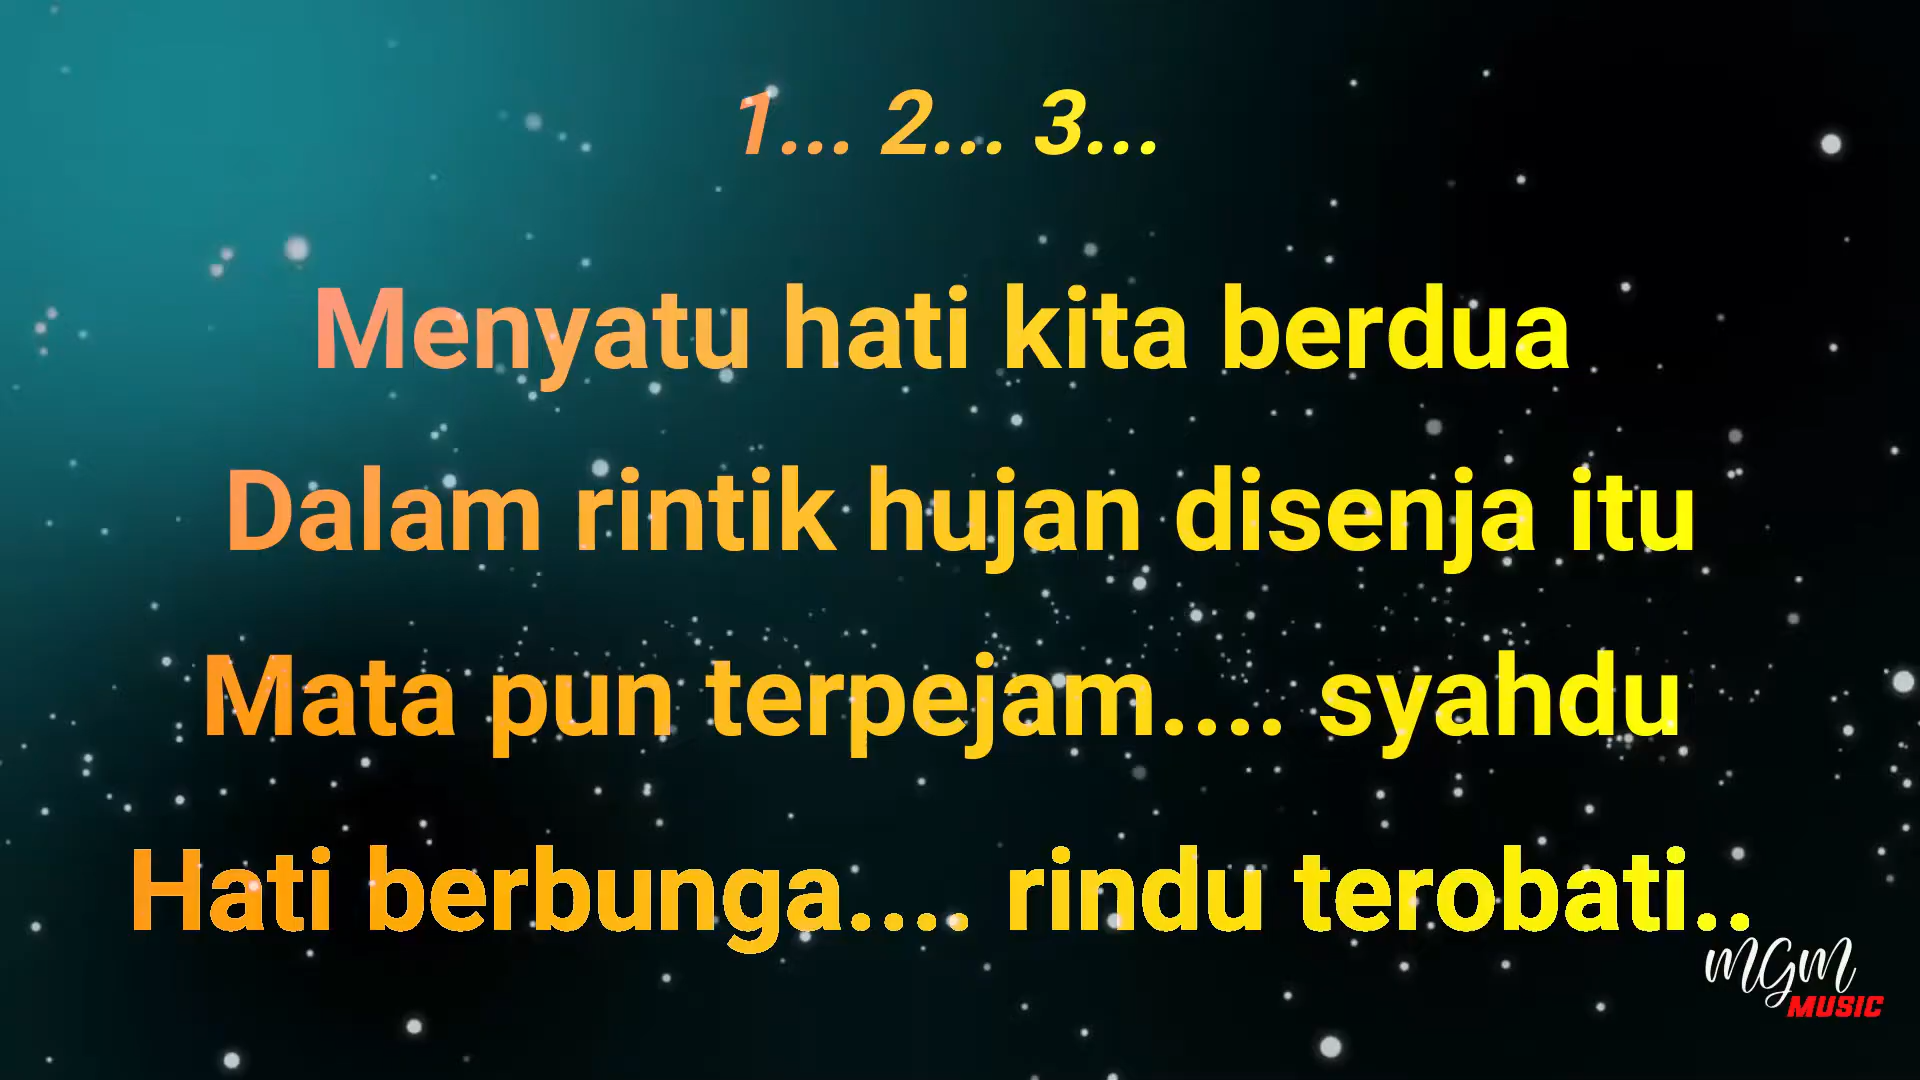 1... 2... 3...
Menyatu hati kita berdua
Dalam rintik hujan disenja itu
Mata pun terpejam.... syahdu
Hati berbunga.... rindu terobati..
MGM
MUSIC